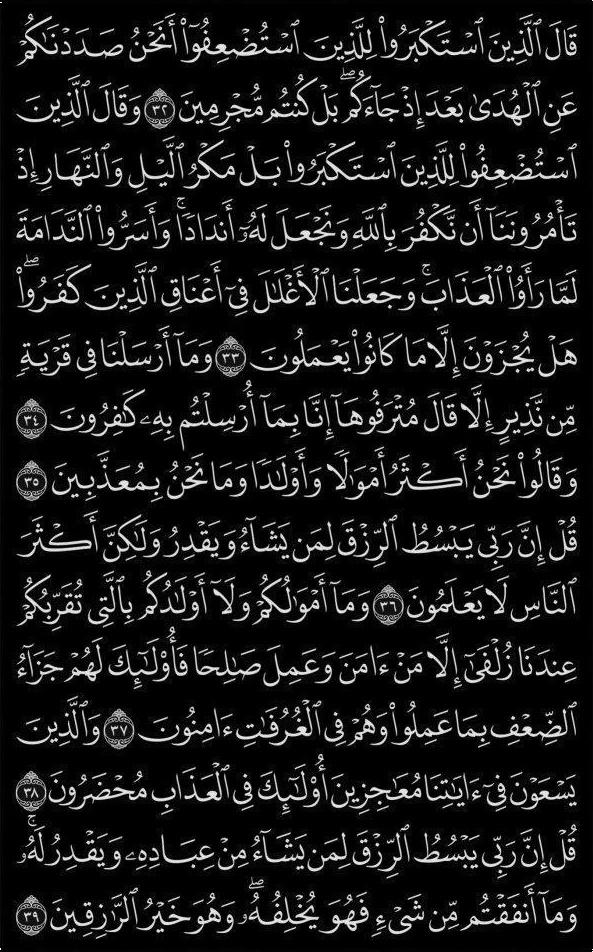 قَالَ ٱلَّذِينَ ٱسۡتَكۡبَرُواْ لِلَّذِينَ ٱسۡتُضۡعِفُوٓاْ أَنَحۡنُ صَدَدۡنَٰكُمۡ
عَنِ ٱلۡهُدَىٰ بَعۡدَ إِذۡ جَآءَكُمۖ بَلۡ كُنتُم مُّجۡرِمِينَ ٣٢ وَقَالَ ٱلَّذِينَ
ٱسۡتُضۡعِفُواْ لِلَّذِينَ ٱسۡتَكۡبَرُواْ بَلۡ مَكۡرُ ٱلَّيۡلِ وَٱلنَّهَارِ إِذۡ
تَأۡمُرُونَنَآ أَن نَّكۡفُرَ بِٱللَّهِ وَنَجۡعَلَ لَهُۥٓ أَندَادٗاۚ وَأَسَرُّواْ ٱلنَّدَامَةَ
لَمَّا رَأَوُاْ ٱلۡعَذَابَۚ وَجَعَلۡنَا ٱلۡأَغۡلَٰلَ فِيٓ أَعۡنَاقِ ٱلَّذِينَ كَفَرُواْۖ
هَلۡ يُجۡزَوۡنَ إِلَّا مَا كَانُواْ يَعۡمَلُونَ ٣٣ وَمَآ أَرۡسَلۡنَا فِي قَرۡيَةٖ
مِّن نَّذِيرٍ إِلَّا قَالَ مُتۡرَفُوهَآ إِنَّا بِمَآ أُرۡسِلۡتُم بِهِۦ كَٰفِرُونَ ٣٤
وَقَالُواْ نَحۡنُ أَكۡثَرُ أَمۡوَٰلٗا وَأَوۡلَٰدٗا وَمَا نَحۡنُ بِمُعَذَّبِينَ ٣٥
قُلۡ إِنَّ رَبِّي يَبۡسُطُ ٱلرِّزۡقَ لِمَن يَشَآءُ وَيَقۡدِرُ وَلَٰكِنَّ أَكۡثَرَ
ٱلنَّاسِ لَا يَعۡلَمُونَ ٣٦ وَمَآ أَمۡوَٰلُكُمۡ وَلَآ أَوۡلَٰدُكُم بِٱلَّتِي تُقَرِّبُكُمۡ
عِندَنَا زُلۡفَىٰٓ إِلَّا مَنۡ ءَامَنَ وَعَمِلَ صَٰلِحٗا فَأُوْلَٰٓئِكَ لَهُمۡ جَزَآءُ
ٱلضِّعۡفِ بِمَا عَمِلُواْ وَهُمۡ فِي ٱلۡغُرُفَٰتِ ءَامِنُونَ ٣٧ وَٱلَّذِينَ
يَسۡعَوۡنَ فِيٓ ءَايَٰتِنَا مُعَٰجِزِينَ أُوْلَٰٓئِكَ فِي ٱلۡعَذَابِ مُحۡضَرُونَ ٣٨
قُلۡ إِنَّ رَبِّي يَبۡسُطُ ٱلرِّزۡقَ لِمَن يَشَآءُ مِنۡ عِبَادِهِۦ وَيَقۡدِرُ لَهُۥۚ
وَمَآ أَنفَقۡتُم مِّن شَيۡءٖ فَهُوَ يُخۡلِفُهُۥۖ وَهُوَ خَيۡرُ ٱلرَّٰزِقِينَ ٣٩